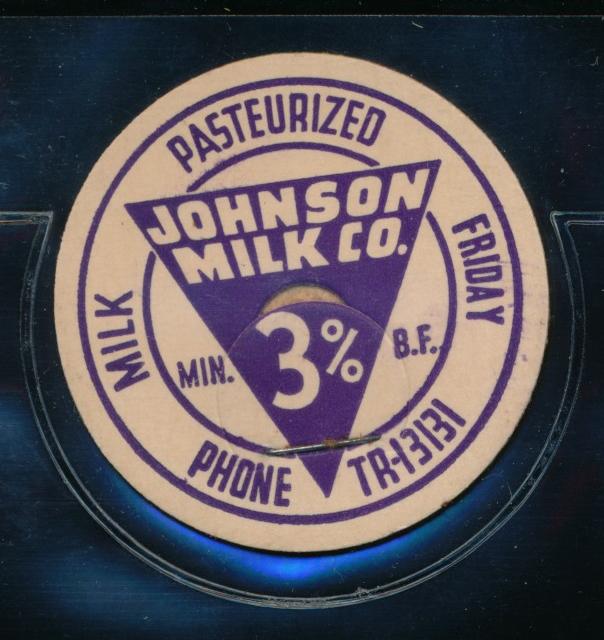 PASTEURIZED
JOHNSON
MILK CO.
FRIDAY
MILK
MIN. 3% B.F.
PHONE TR-13131